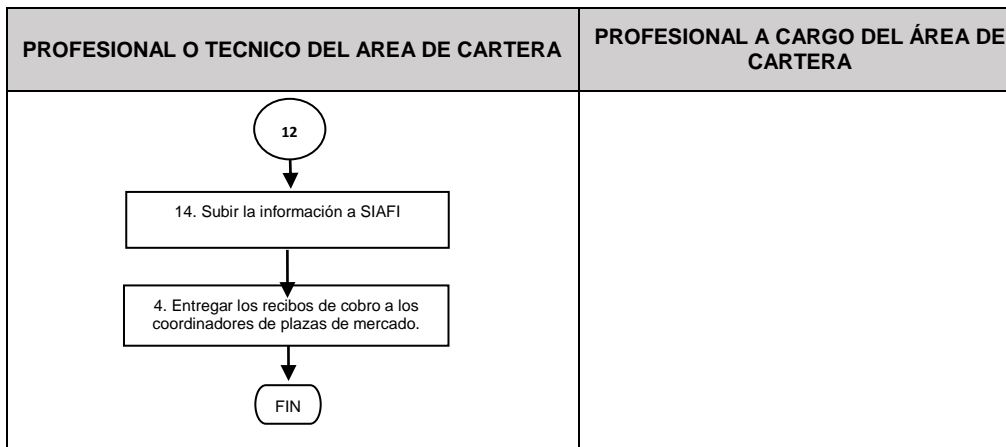 PROFESIONAL O TECNICO DEL AREA DE CARTERA
PROFESIONAL A CARGO DEL ÁREA DE
CARTERA
12
14. Subir la información a SIAFI
4. Entregar los recibos de cobro a los
coordinadores de plazas de mercado.
FIN